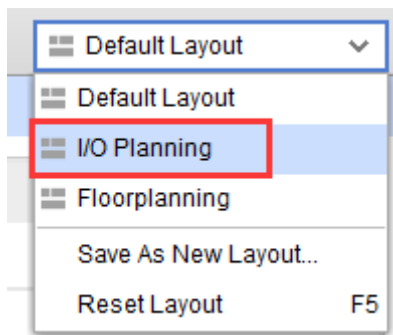 Default Layout
Default Layout
I/O Planning
Floorplanning
Save As New Layout...
Reset Layout F5